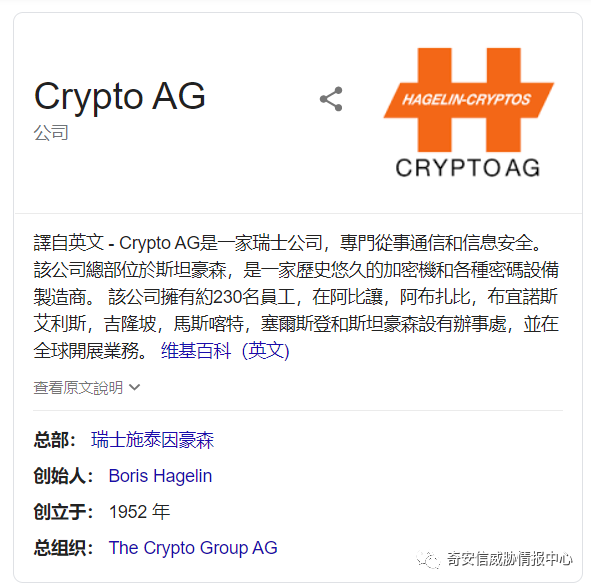 Crypto AG
公司
HAGELIN-CRYPTOS
CRYPTOAG
譯自英文 - Crypto AG是一家瑞士公司，專門從事通信和信息安全。
該公司總部位於斯坦豪森，是一家歷史悠久的加密機和各種密碼設備
製造商。 該公司擁有約230名員工，在阿比讓，阿布扎比，布宜諾斯
艾利斯，吉隆坡，馬斯喀特，塞爾斯登和斯坦豪森設有辦事處，並在
全球開展業務。 维基百科（英文)
查看原文說明
总部： 瑞士施泰因豪森
创始人： Boris Hagelin
创立于： 1952 年
总组织： The Crypto Group AG
奇安信威胁情报中心